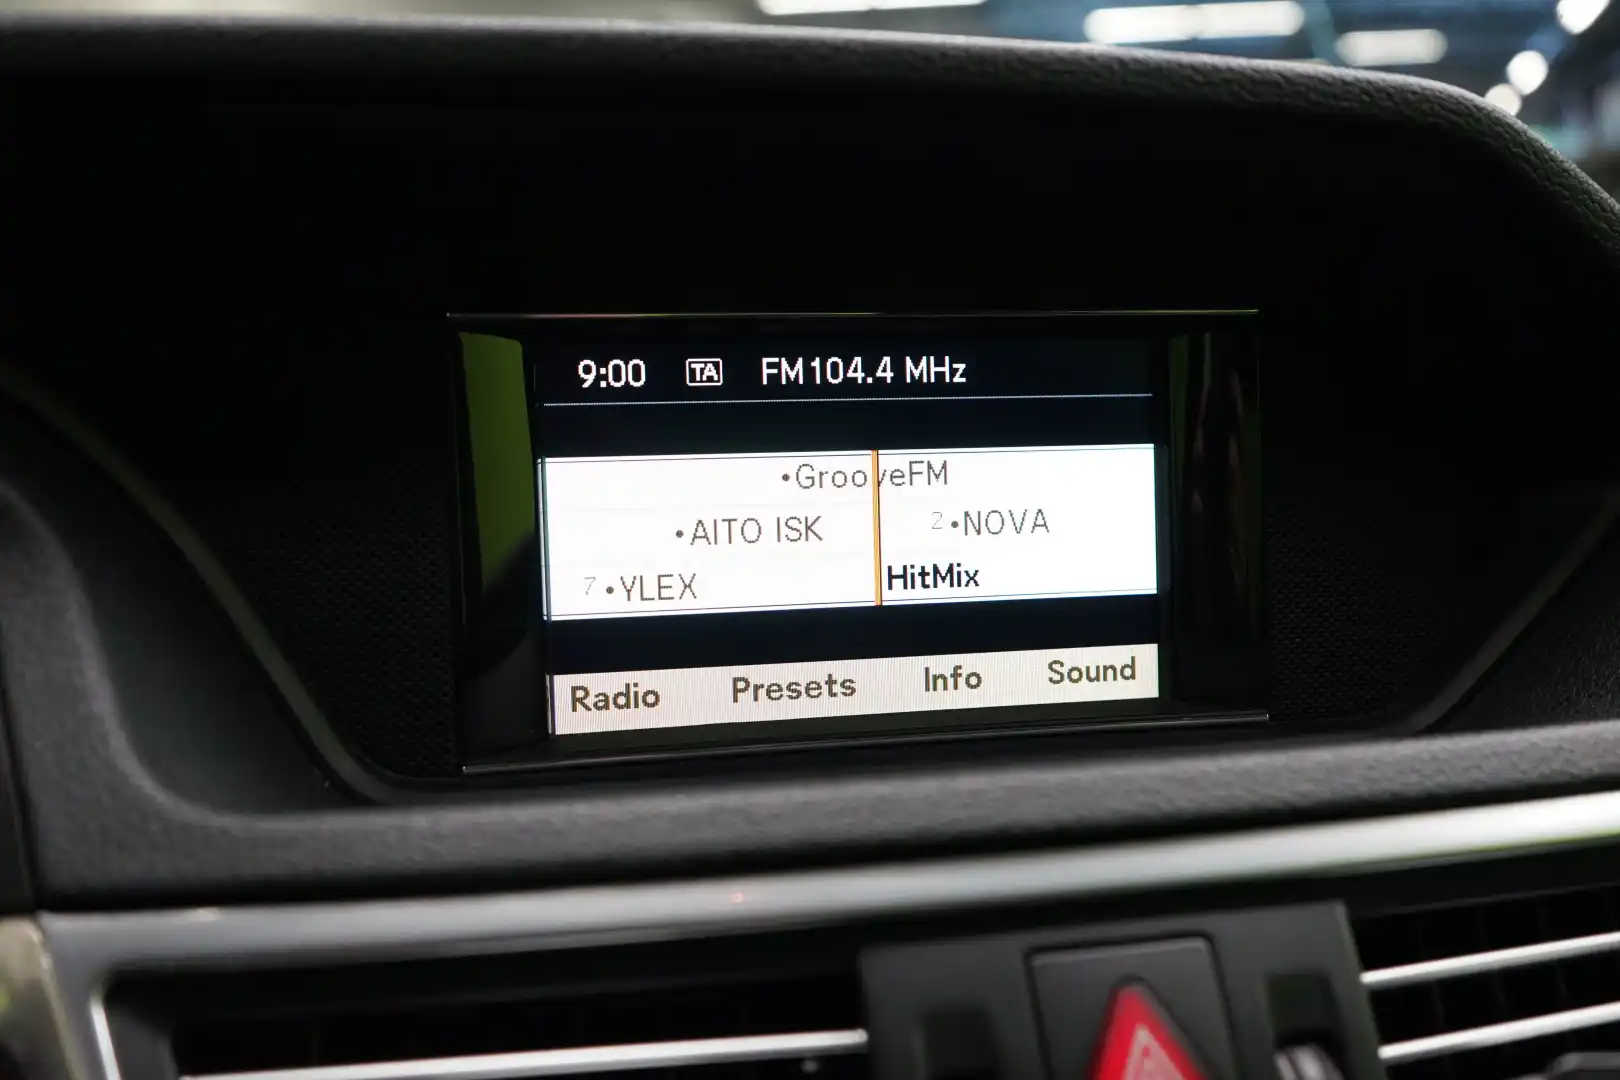 9:00 TA FM 104.4 MHz
•GrooveFM
•AITO ISK 2 •NOVA
7 •YLEX HitMix
Radio Presets Info Sound